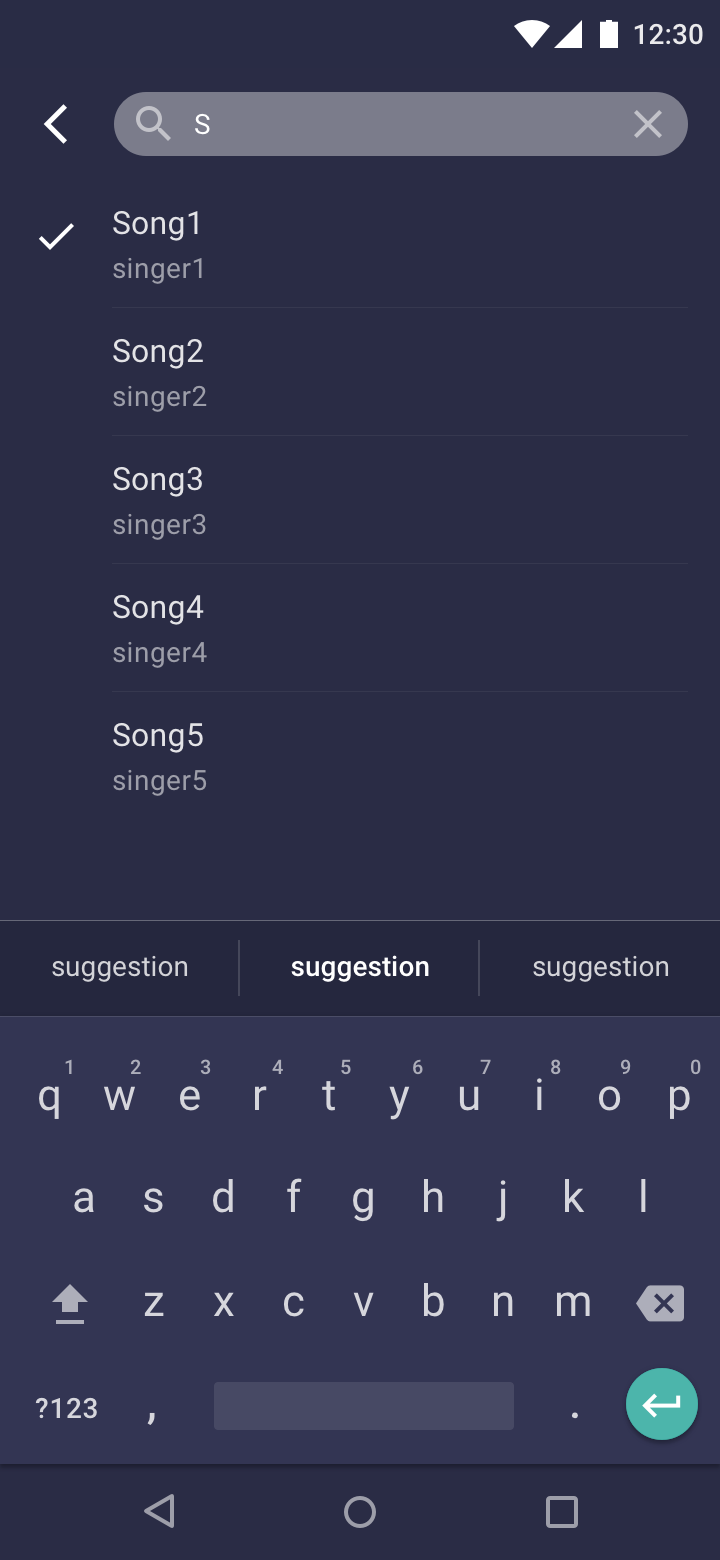 12:30
S
Song1
singer1
Song2
singer2
Song3
singer3
Song4
singer4
Song5
singer5
suggestion suggestion suggestion
1 2 3 4 5 6 7 8 9 0
q w e r t y u i o p
a s d f g h j k l
z x c v b n m
?123 , .